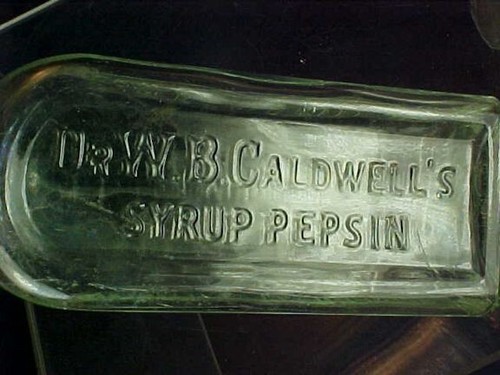 DR W.B. CALDWELL'S
SYRUP PEPSIN